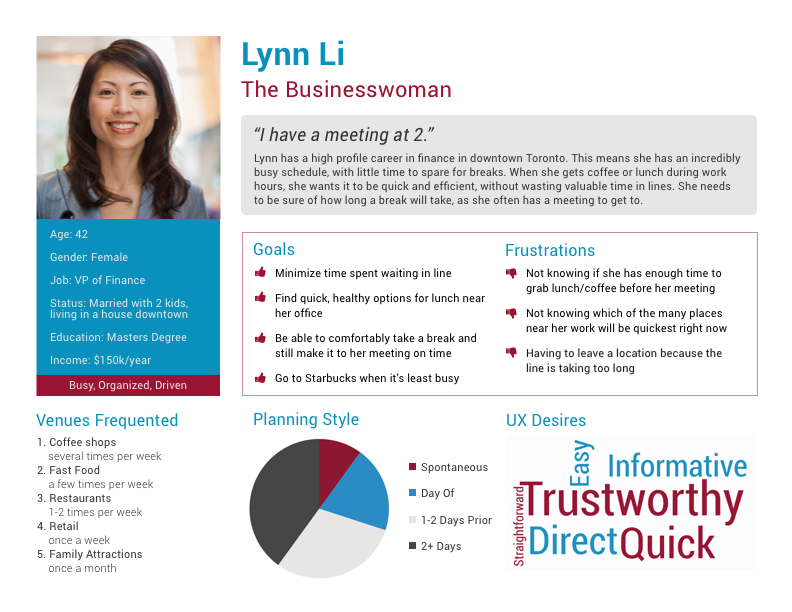 Lynn Li
The Businesswoman
“I have a meeting at 2.”
Lynn has a high profile career in finance in downtown Toronto. This means she has an incredibly
busy schedule, with little time to spare for breaks. When she gets coffee or lunch during work
hours, she wants it to be quick and efficient, without wasting valuable time in lines. She needs
to be sure of how long a break will take, as she often has a meeting to get to.
Age: 42
Gender: Female
Job: VP of Finance
Status: Married with 2 kids,
living in a house downtown
Education: Masters Degree
Income: $150k/year
Busy, Organized, Driven
Goals
Minimize time spent waiting in line
Find quick, healthy options for lunch near
her office
Be able to comfortably take a break and
still make it to her meeting on time
Go to Starbucks when it’s least busy
Frustrations
Not knowing if she has enough time to
grab lunch/coffee before her meeting
Not knowing which of the many places
near her work will be quickest right now
Having to leave a location because the
line is taking too long
Venues Frequented
1. Coffee shops
several times per week
2. Fast Food
a few times per week
3. Restaurants
1-2 times per week
4. Retail
once a week
5. Family Attractions
once a month
Planning Style
Spontaneous
Day Of
1-2 Days Prior
2+ Days
UX Desires
Easy
Informative
Straightforward
Trustworthy
Direct
Quick